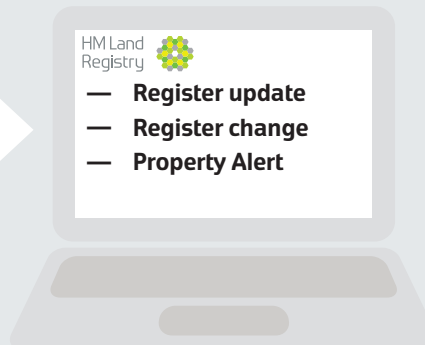 HM Land
Registry
— Register update
— Register change
— Property Alert